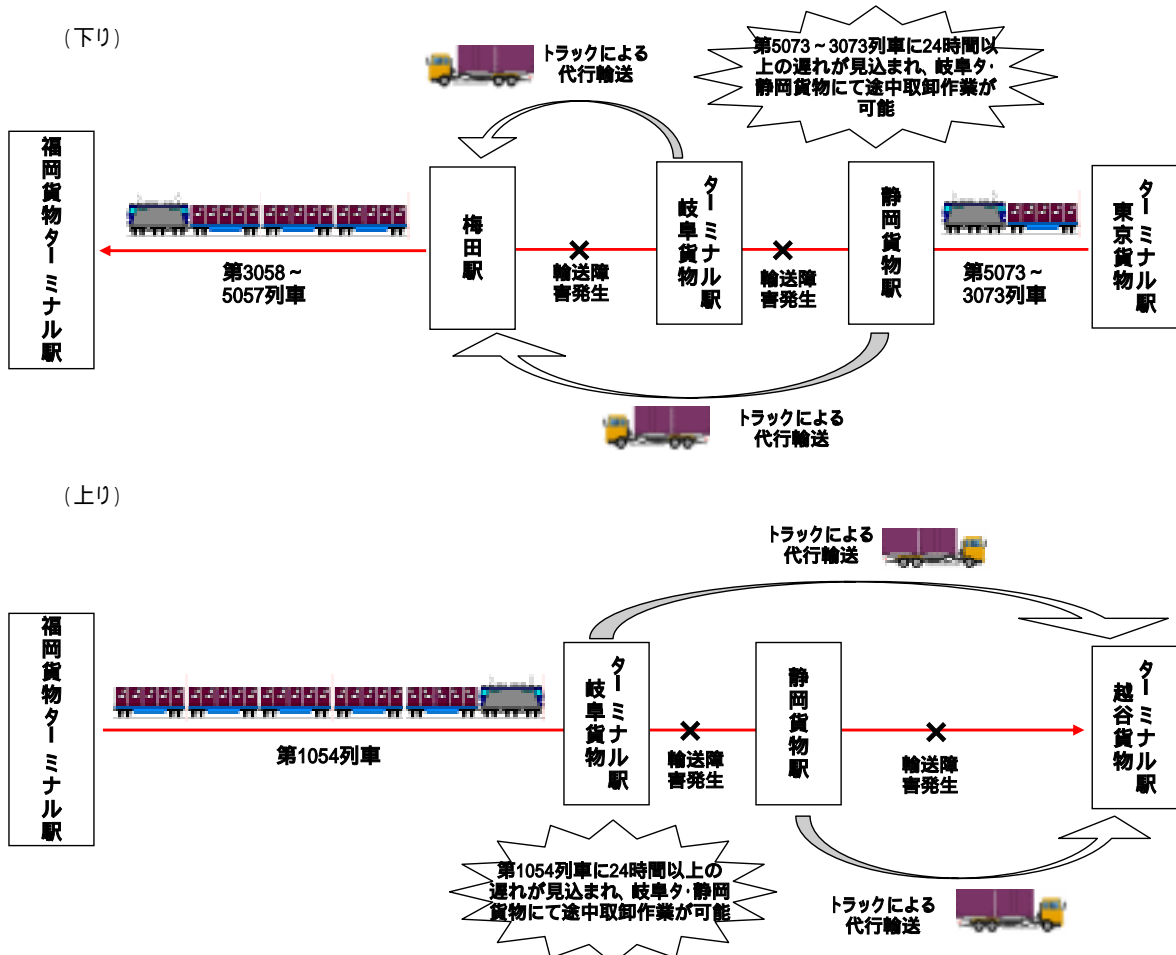 （下り）
トラックによる
代行輸送
第5073～3073列車に24時間以
上の遅れが見込まれ、岐阜タ・
静岡貨物にて途中取卸作業が
可能
福岡貨物ターミナル駅
梅田駅
岐阜貨物
ターミナル駅
静岡貨物駅
東京貨物
ターミナル駅
第3058～
5057列車
輸送障
害発生
輸送障
害発生
第5073～
3073列車
トラックによる
代行輸送
（上り）
トラックによる
代行輸送
福岡貨物ターミナル駅
岐阜貨物
ターミナル駅
静岡貨物駅
越谷貨物
ターミナル駅
第1054列車
輸送障
害発生
輸送障
害発生
第1054列車に24時間以上の
遅れが見込まれ、岐阜タ・静岡
貨物にて途中取卸作業が可能
トラックによる
代行輸送